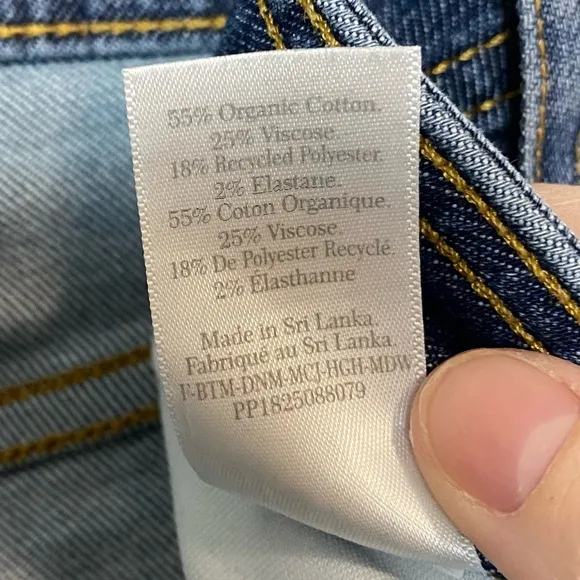 55% Organic Cotton.
25% Viscose.
18% Recycled Polyester.
2% Elastane.
55% Coton Organique.
25% Viscose.
18% De Polyester Recyclé.
2% Élasthanne
Made in Sri Lanka.
Fabriqué au Sri Lanka.
F-BTM-DNM-MCJ-HGH-MDW
PP1825088079